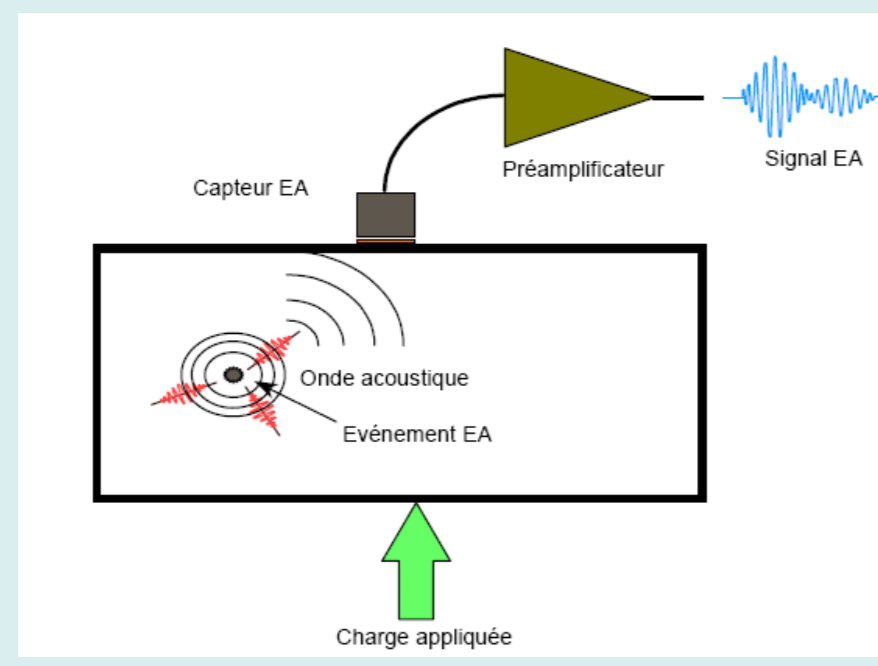 Capteur EA
Préamplificateur
Signal EA
Onde acoustique
Evénement EA
Charge appliquée